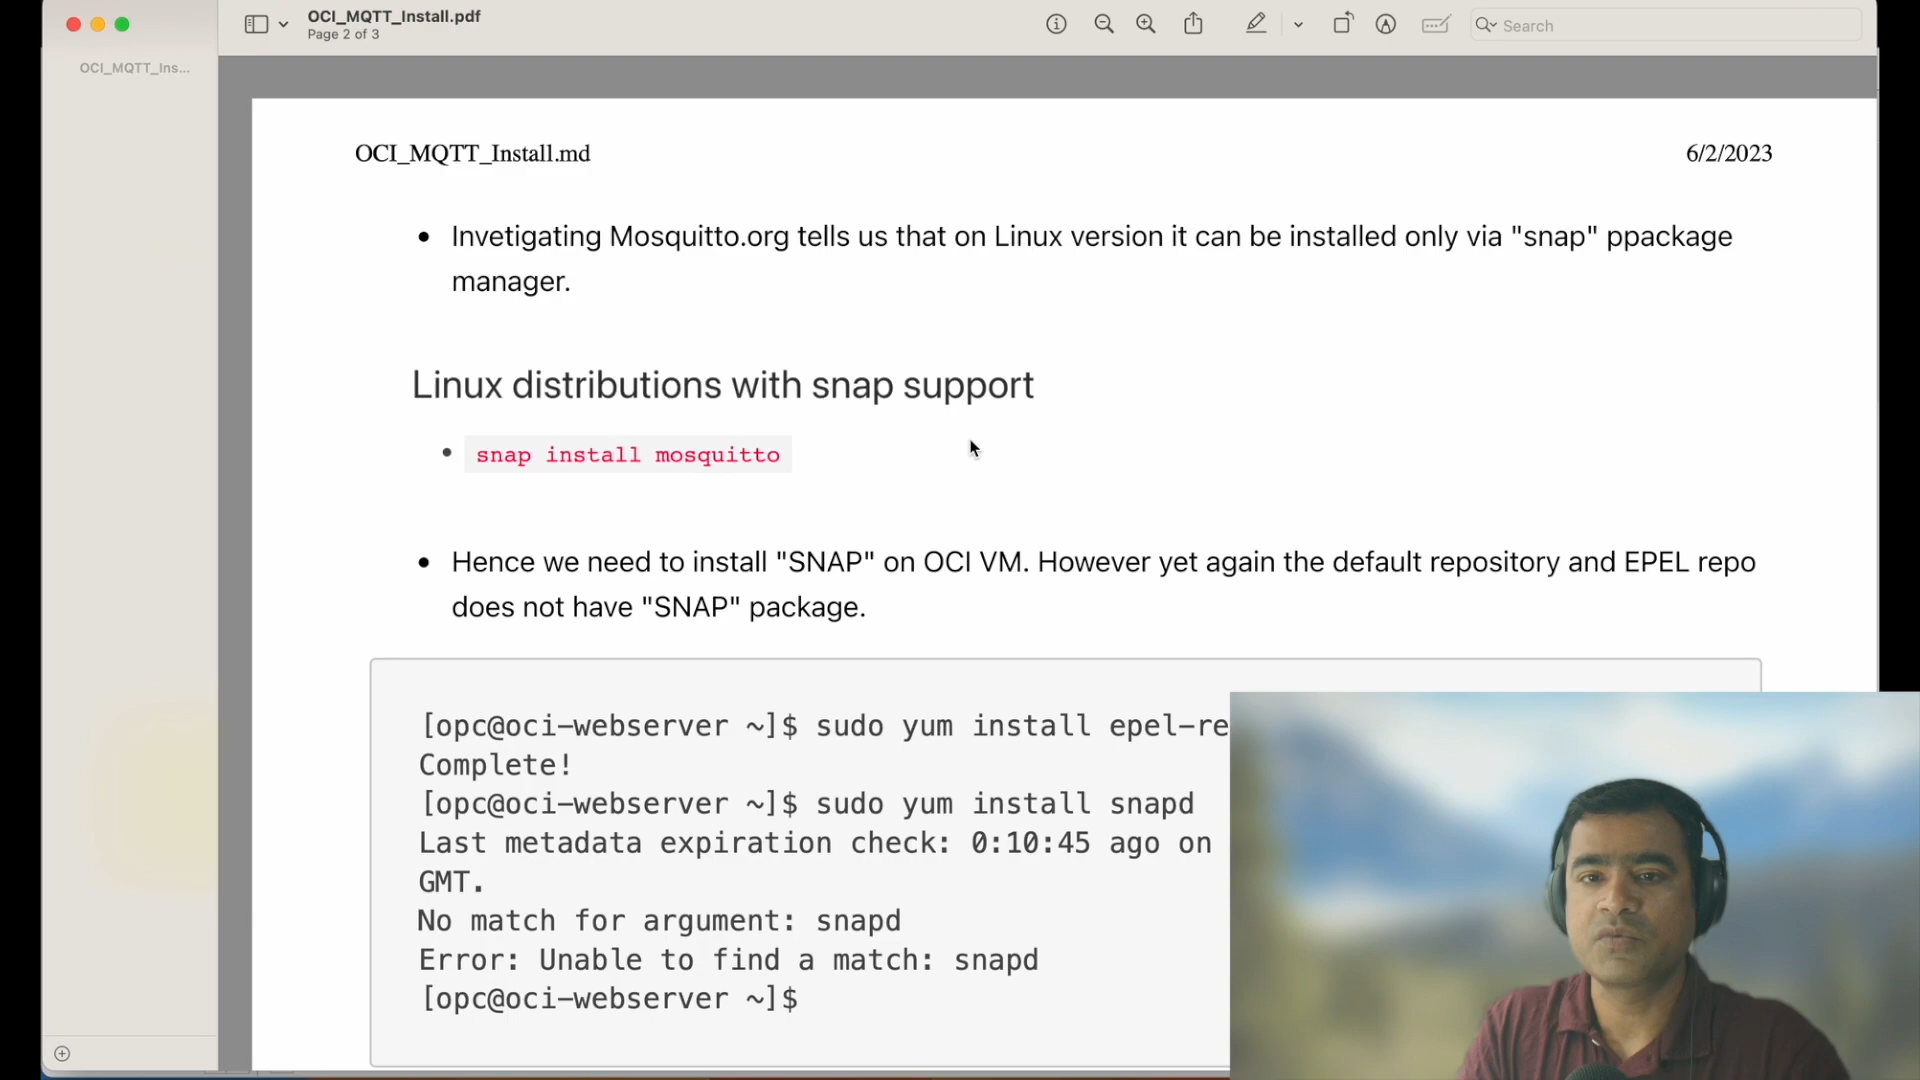 OCI_MQTT_Install.pdf
Page 2 of 3
Search
OCI_MQTT_Ins...
OCI_MQTT_Install.md
6/2/2023
Invetigating Mosquitto.org tells us that on Linux version it can be installed only via "snap" ppackage
manager.
Linux distributions with snap support
snap install mosquitto
Hence we need to install "SNAP" on OCI VM. However yet again the default repository and EPEL repo
does not have "SNAP" package.
[opc@oci-webserver ~]$ sudo yum install epel-re
Complete!
[opc@oci-webserver ~]$ sudo yum install snapd
Last metadata expiration check: 0:10:45 ago on
GMT.
No match for argument: snapd
Error: Unable to find a match: snapd
[opc@oci-webserver ~]$